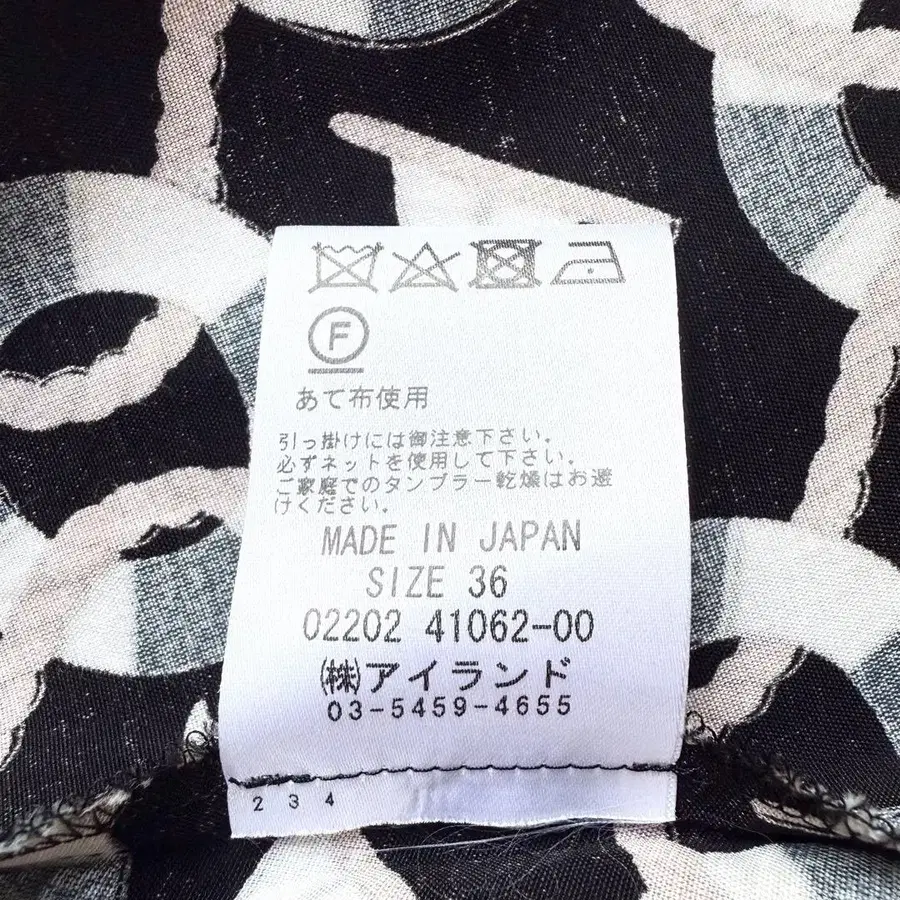 F
あて布使用
引っ掛けには御注意下さい。
必ずネットを使用して下さい。
ご家庭でのタンブラー乾燥はお避
けください。
MADE IN JAPAN
SIZE 36
02202 41062-00
㈱アイランド
03-5459-4655
2 3 4